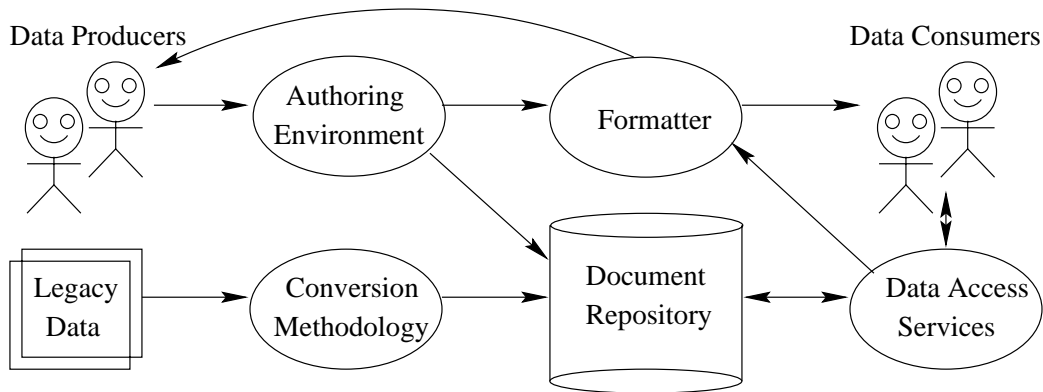 Data Producers
Data Consumers
Authoring
Environment
Formatter
Legacy
Data
Conversion
Methodology
Document
Repository
Data Access
Services